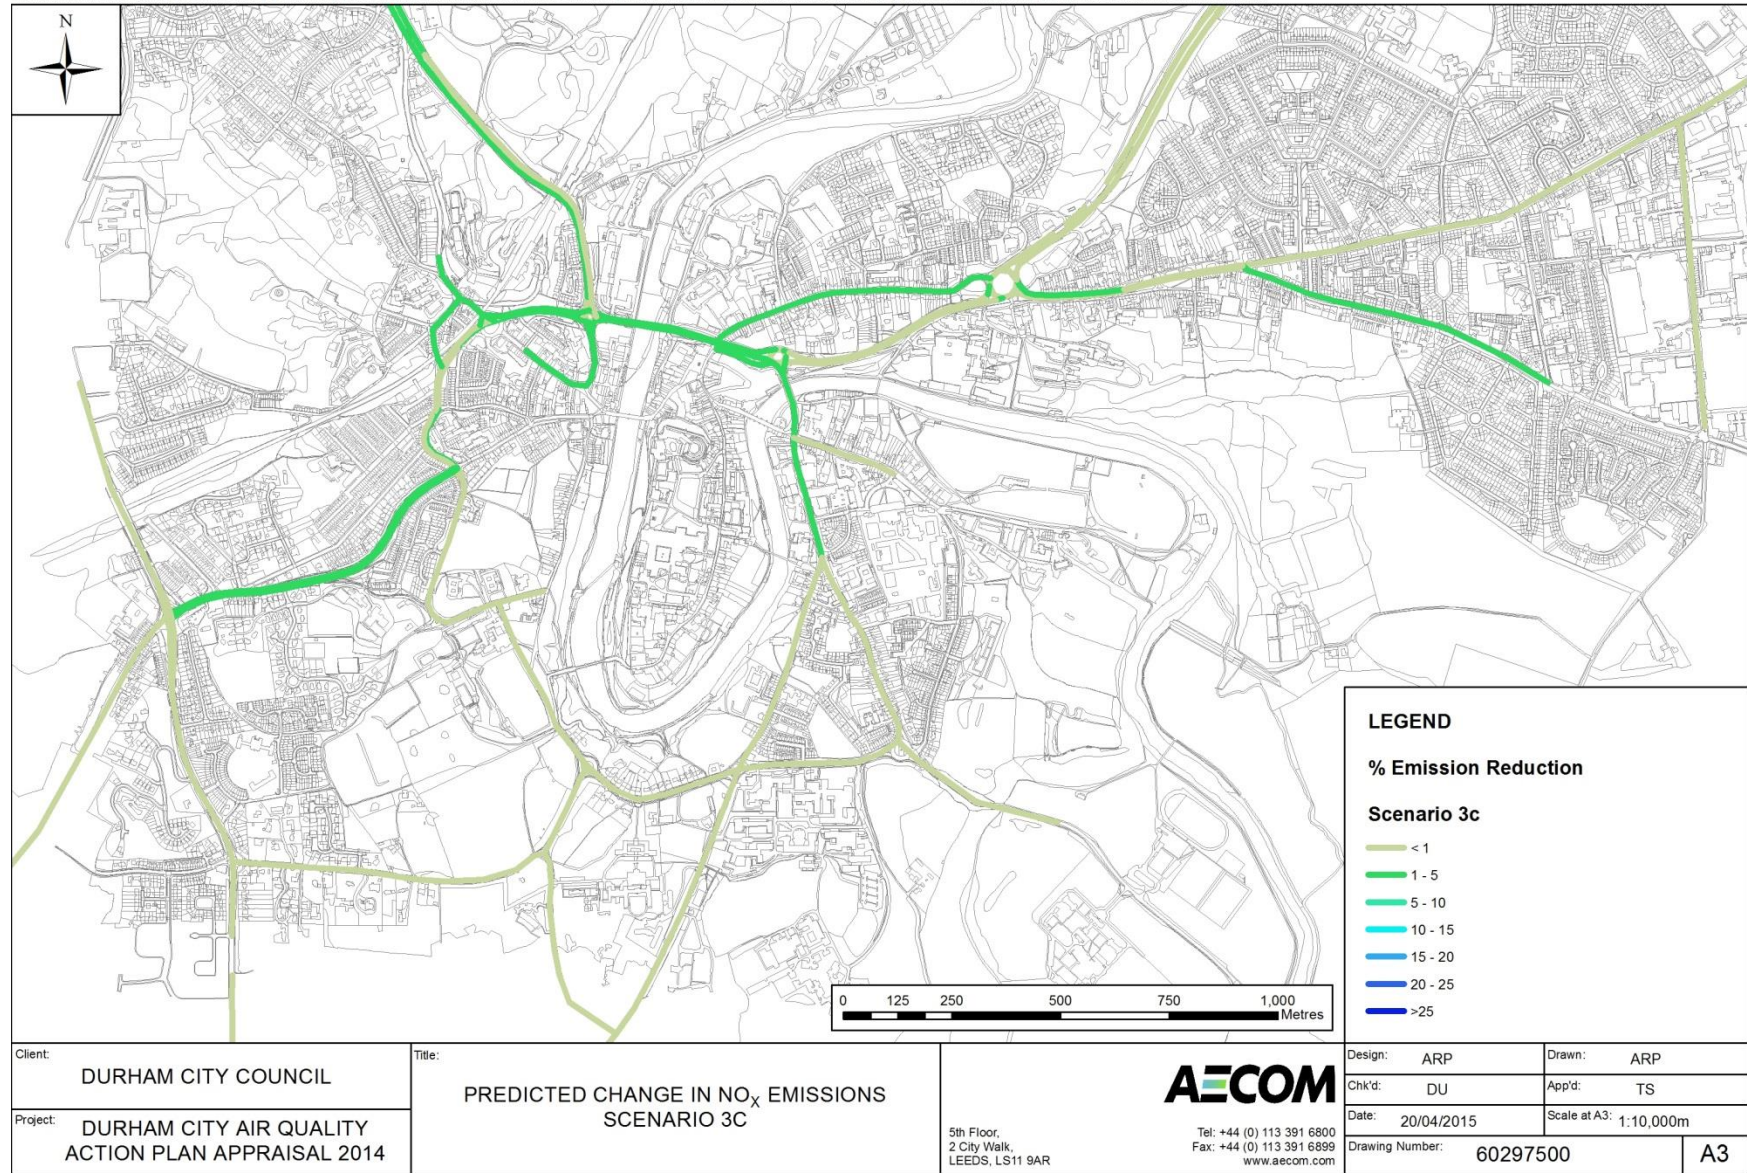 N
LEGEND
% Emission Reduction
Scenario 3c
< 1
1 - 5
5 - 10
10 - 15
15 - 20
20 - 25
>25
0 125 250 500 750 1,000
Metres
Client:
DURHAM CITY COUNCIL
Project:
DURHAM CITY AIR QUALITY
ACTION PLAN APPRAISAL 2014
Title:
PREDICTED CHANGE IN NOX EMISSIONS
SCENARIO 3C
AECOM
5th Floor,
2 City Walk,
LEEDS, LS11 9AR
Tel: +44 (0) 113 391 6800
Fax: +44 (0) 113 391 6899
www.aecom.com
Design: ARP
Drawn: ARP
Chk'd: DU
App'd: TS
Date: 20/04/2015
Scale at A3: 1:10,000m
Drawing Number: 60297500
A3